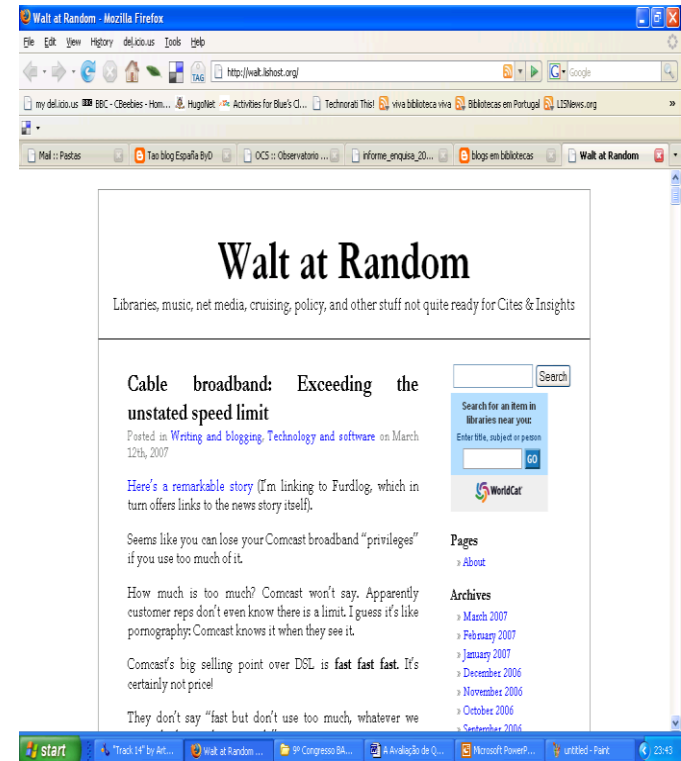 Walt at Random - Mozilla Firefox
File Edit View History del.icio.us Tools Help
TAG http://walt.lishost.org/ G Google
my del.icio.us BBC - CBeebies - Hom... HugoNet Activities for Blue's Cl... Technorati This! viva biblioteca viva Bibliotecas em Portugal LISNews.org »
Mail :: Pastas Tao blog España ByD OCS :: Observatorio ... informe_enquisa_20... blogs em bibliotecas Walt at Random
Walt at Random
Libraries, music, net media, cruising, policy, and other stuff not quite ready for Cites & Insights
Cable broadband: Exceeding the
unstated speed limit
Posted in Writing and blogging, Technology and software on March
12th, 2007
Here's a remarkable story (I'm linking to Furdlog, which in
turn offers links to the news story itself).
Seems like you can lose your Comcast broadband "privileges"
if you use too much of it.
How much is too much? Comcast won't say. Apparently
customer reps don't even know there is a limit. I guess it's like
pornography: Comcast knows it when they see it.
Comcast's big selling point over DSL is fast fast fast. It's
certainly not price!
They don't say "fast but don't use too much, whatever we
Search
Search for an item in
libraries near you:
Enter title, subject or person
GO
WorldCat
Pages
» About
Archives
» March 2007
» February 2007
» January 2007
» December 2006
» November 2006
» October 2006
» September 2006
start "Track 14" by Art... Walt at Random ... 9º Congresso BA... A Avaliação de Q... Microsoft PowerP... untitled - Paint 23:43